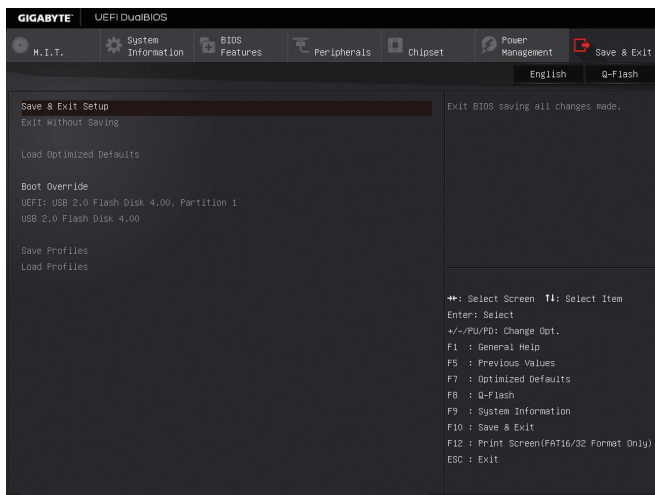 GIGABYTE™ UEFI DualBIOS
M.I.T. System Information BIOS Features Peripherals Chipset Power Management Save & Exit
English Q-Flash
Save & Exit Setup
Exit Without Saving
Load Optimized Defaults
Boot Override
UEFI: USB 2.0 Flash Disk 4.00, Partition 1
USB 2.0 Flash Disk 4.00
Save Profiles
Load Profiles
Exit BIOS saving all changes made.
→←: Select Screen ↑↓: Select Item
Enter: Select
+/-/PU/PD: Change Opt.
F1 : General Help
F5 : Previous Values
F7 : Optimized Defaults
F8 : Q-Flash
F9 : System Information
F10 : Save & Exit
F12 : Print Screen(FAT16/32 Format Only)
ESC : Exit